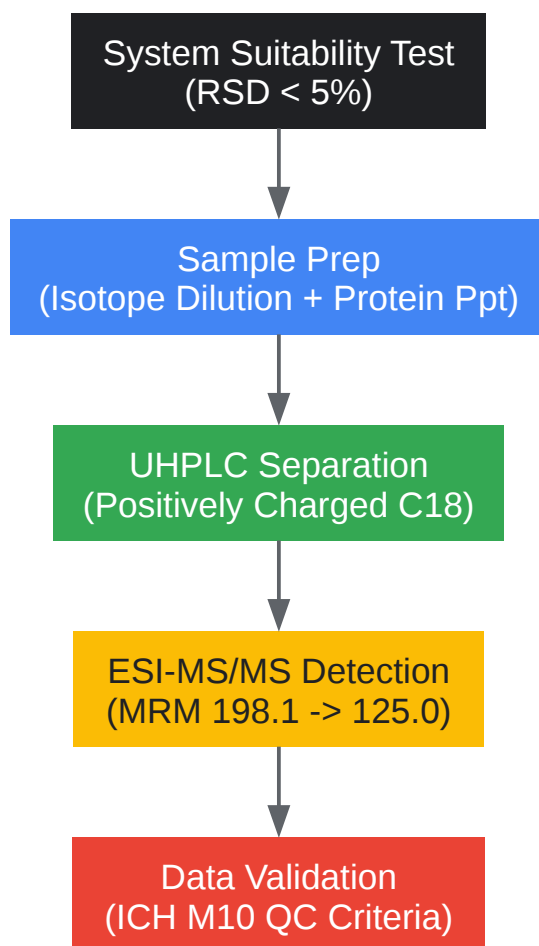 System Suitability Test
(RSD < 5%)
Sample Prep
(Isotope Dilution + Protein Ppt)
UHPLC Separation
(Positively Charged C18)
ESI-MS/MS Detection
(MRM 198.1 -> 125.0)
Data Validation
(ICH M10 QC Criteria)